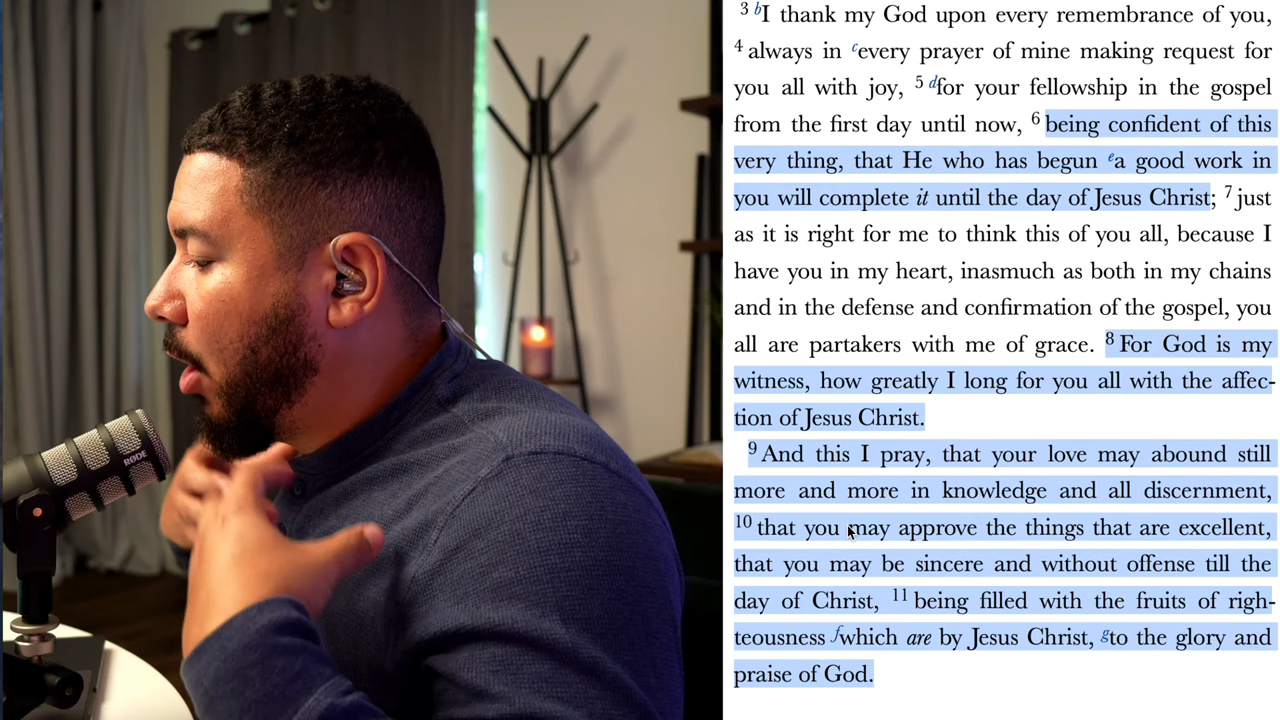 RØDE
3 bI thank my God upon every remembrance of you,
4 always in cevery prayer of mine making request for
you all with joy, 5 dfor your fellowship in the gospel
from the first day until now, 6 being confident of this
very thing, that He who has begun ea good work in
you will complete it until the day of Jesus Christ; 7 just
as it is right for me to think this of you all, because I
have you in my heart, inasmuch as both in my chains
and in the defense and confirmation of the gospel, you
all are partakers with me of grace. 8 For God is my
witness, how greatly I long for you all with the affec-
tion of Jesus Christ.
9 And this I pray, that your love may abound still
more and more in knowledge and all discernment,
10 that you may approve the things that are excellent,
that you may be sincere and without offense till the
day of Christ, 11 being filled with the fruits of righ-
teousness fwhich are by Jesus Christ, gto the glory and
praise of God.